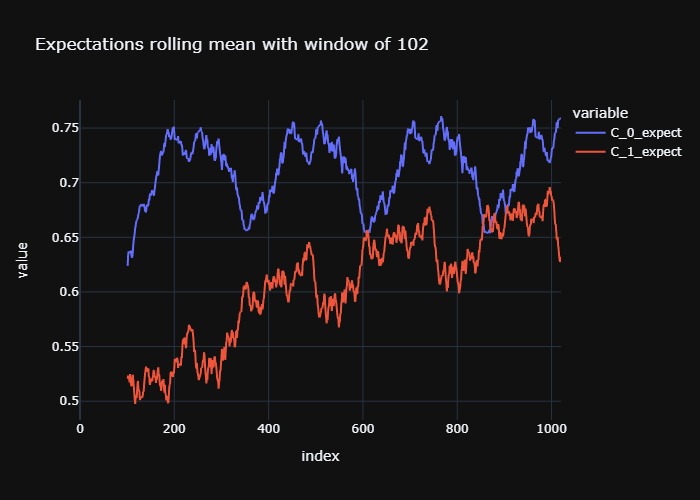 Expectations rolling mean with window of 102
variable
C_0_expect
C_1_expect
0.75
0.7
0.65
0.6
0.55
0.5
value
0 200 400 600 800 1000
index